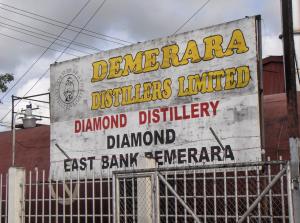 DEMERARA
DISTILLERS LIMITED
DIAMOND DISTILLERY
DIAMOND
EAST BANK DEMERARA